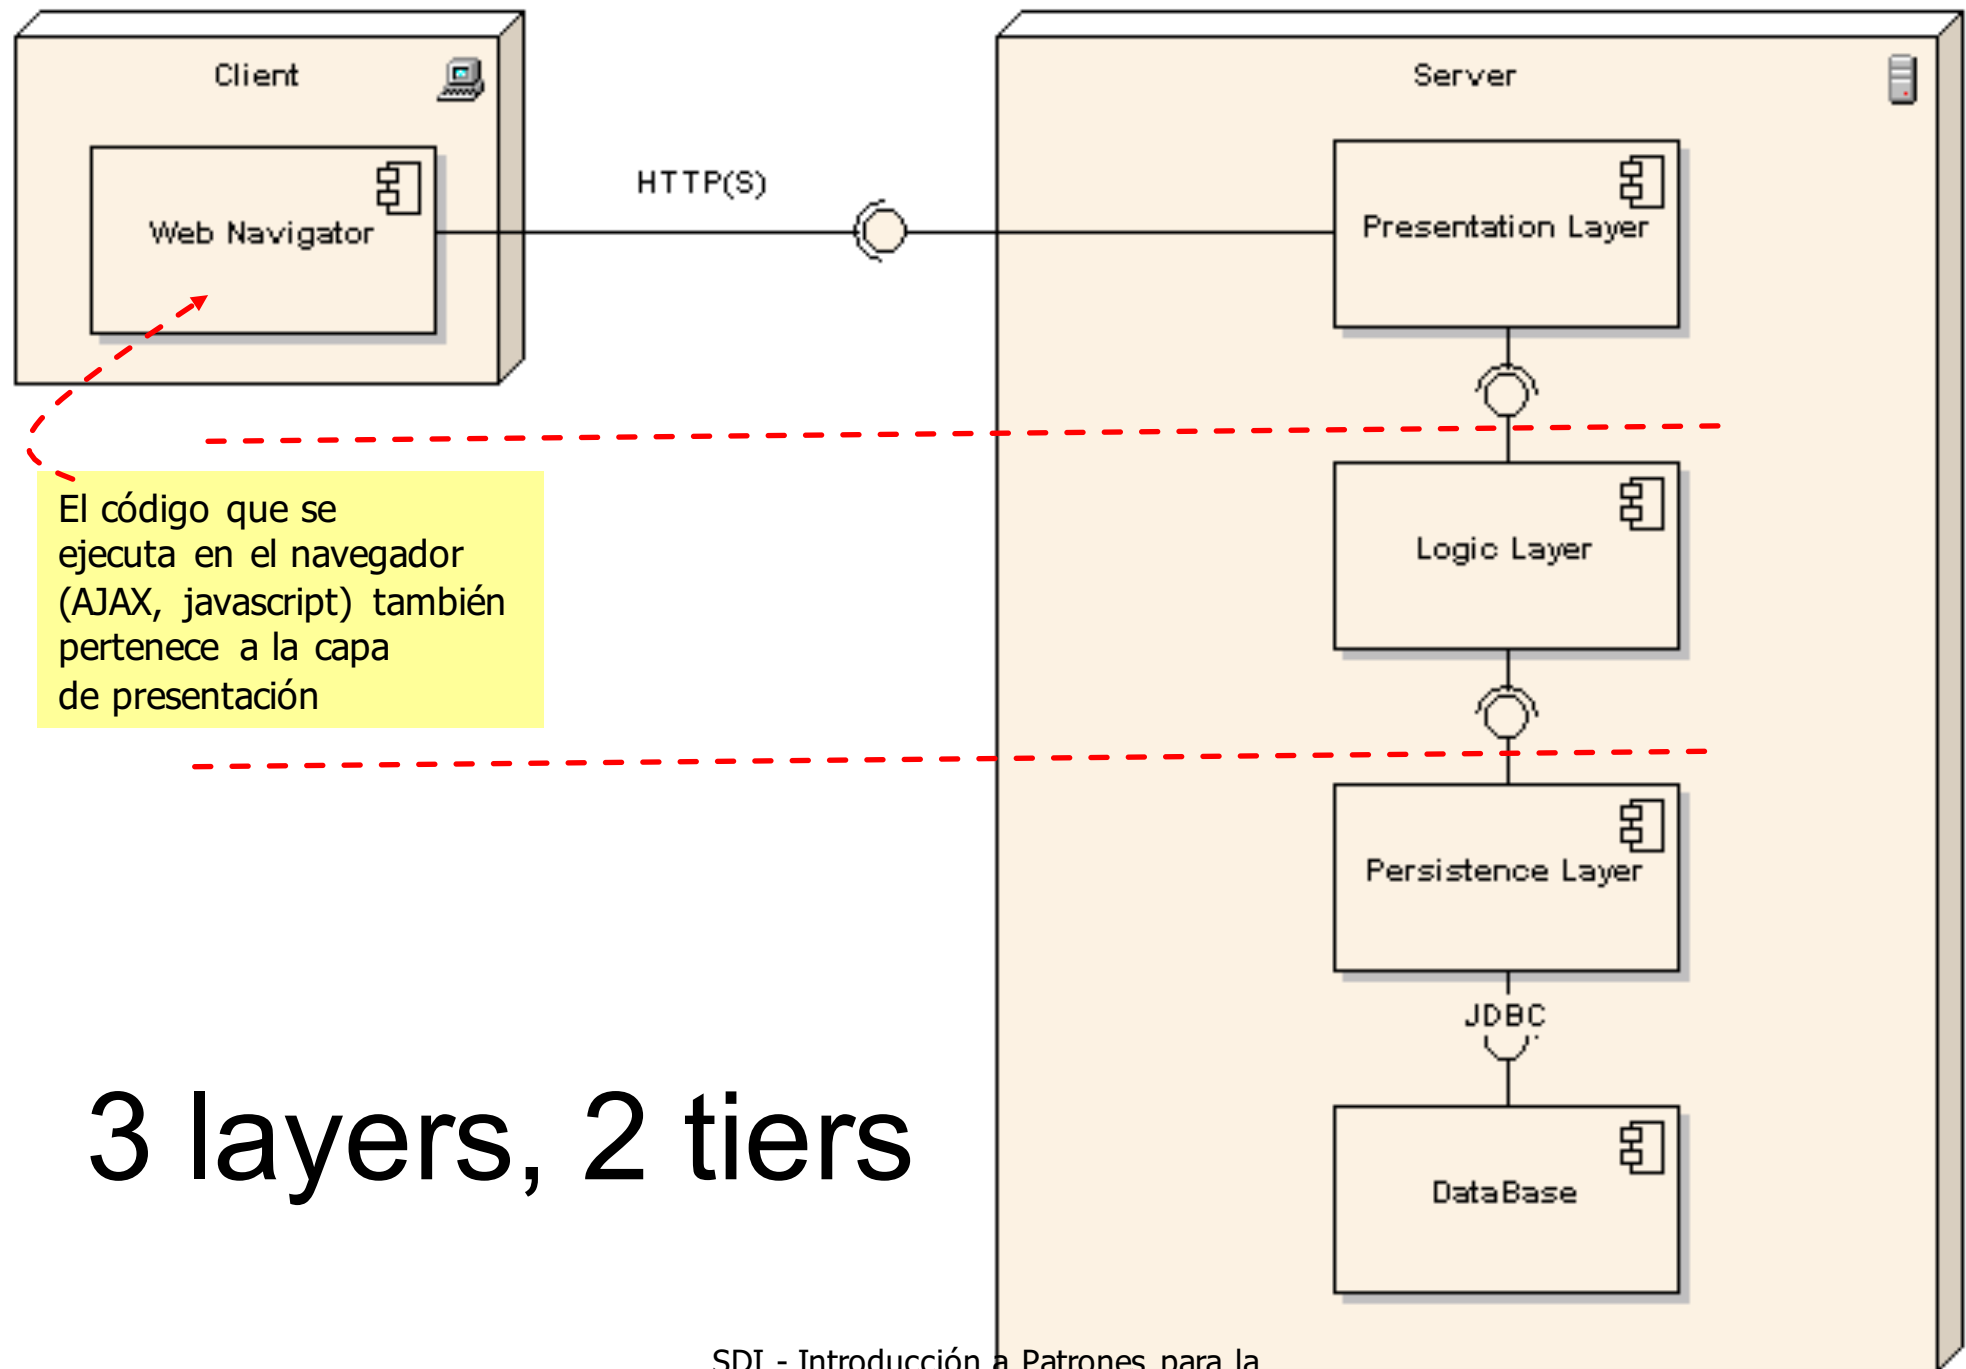 Client
Server
HTTP(S)
Web Navigator
Presentation Layer
El código que se
ejecuta en el navegador
(AJAX, javascript) también
pertenece a la capa
de presentación
Logic Layer
Persistence Layer
JDBC
3 layers, 2 tiers
DataBase
SDI - Introducción a Patrones para la